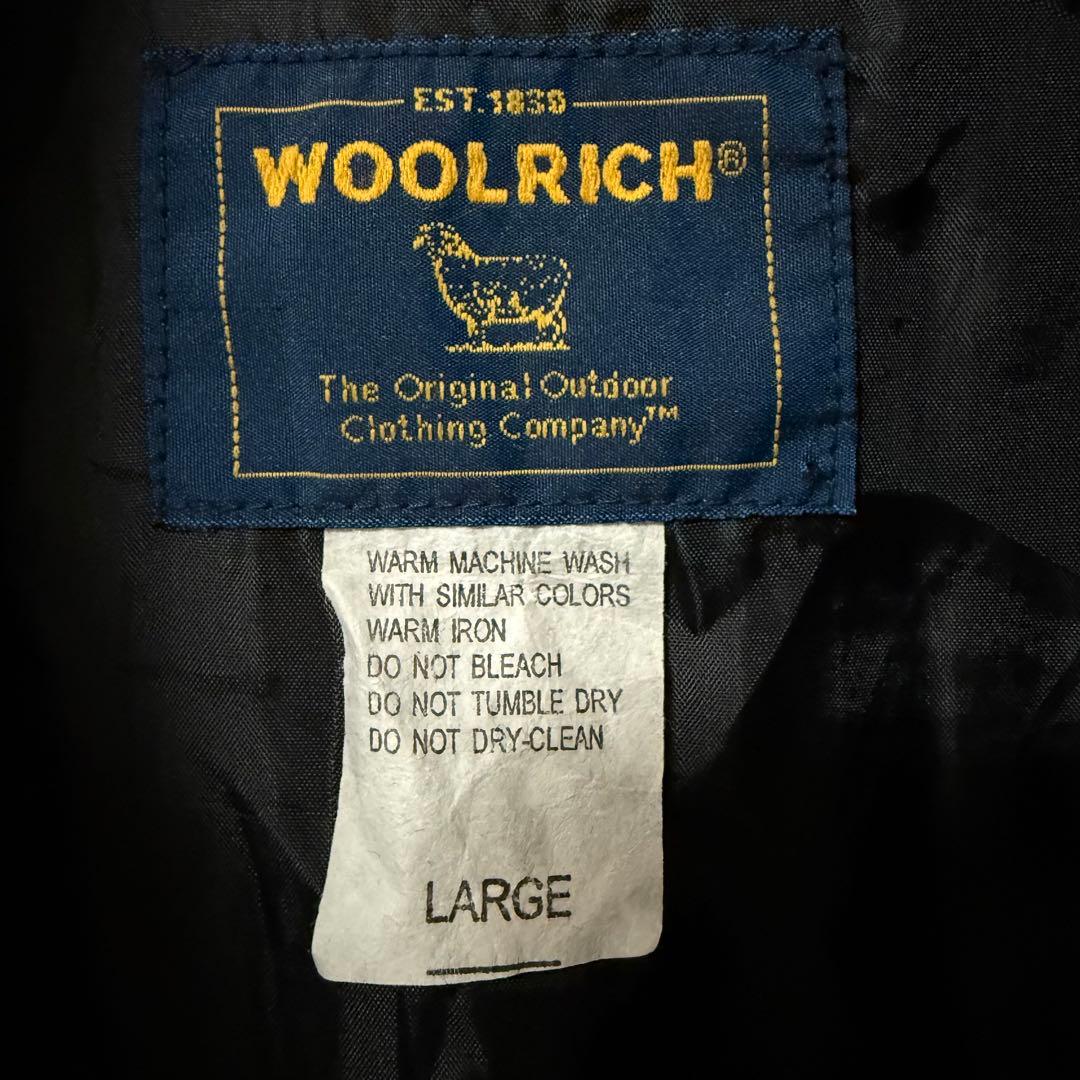 EST. 1830
WOOLRICH®
The Original Outdoor
Clothing Company™
WARM MACHINE WASH
WITH SIMILAR COLORS
WARM IRON
DO NOT BLEACH
DO NOT TUMBLE DRY
DO NOT DRY-CLEAN
LARGE